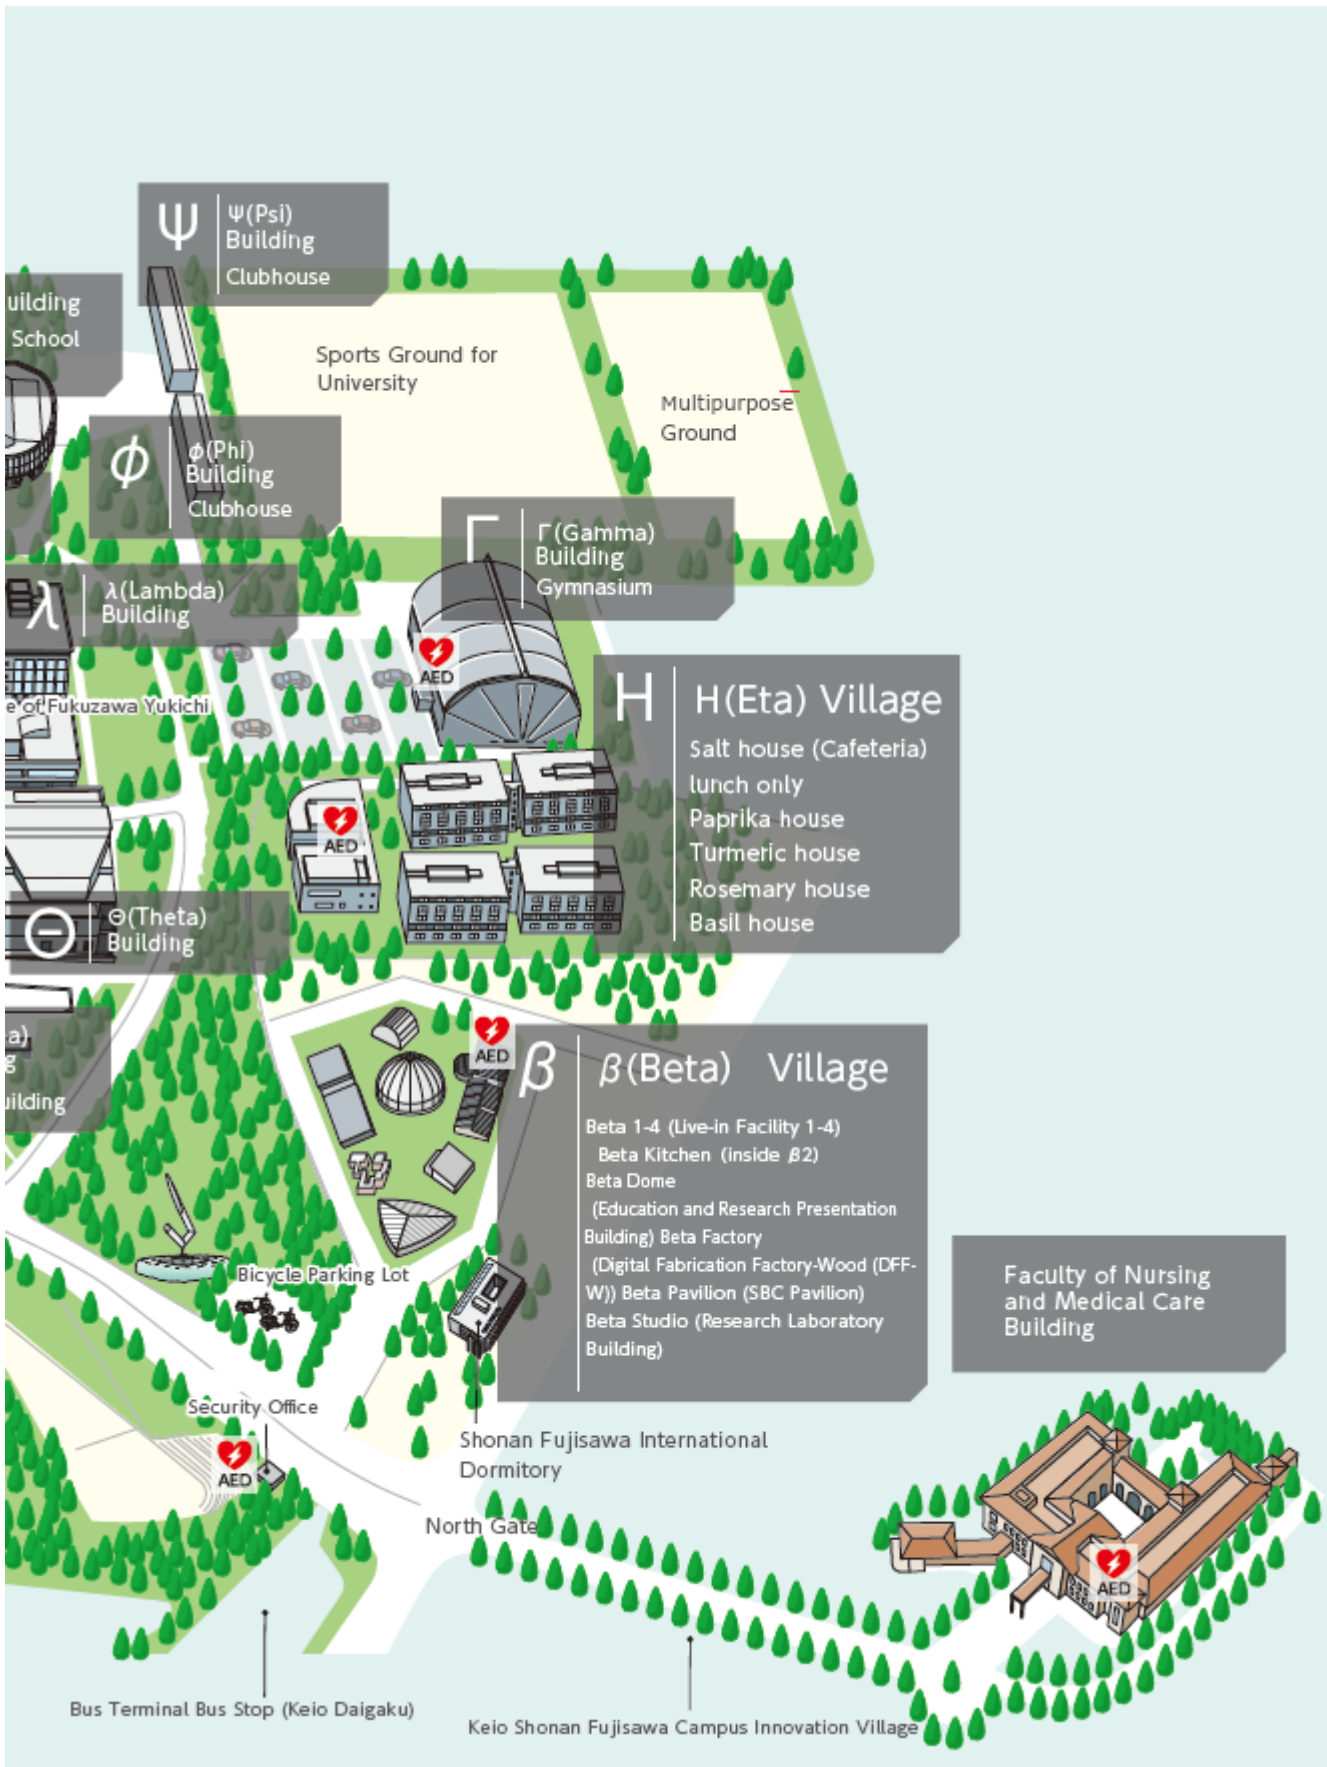 Ψ
Ψ(Psi)
Building
Clubhouse
uilding
School
Sports Ground for
University
Multipurpose
Ground
φ
φ(Phi)
Building
Clubhouse
Γ
Γ(Gamma)
Building
Gymnasium
λ
λ(Lambda)
Building
AED
e of Fukuzawa Yukichi
H
H(Eta) Village
Salt house (Cafeteria)
lunch only
Paprika house
Turmeric house
Rosemary house
Basil house
AED
Θ
Θ(Theta)
Building
a)
g
uilding
AED
β
β(Beta) Village
Beta 1-4 (Live-in Facility 1-4)
Beta Kitchen (inside β2)
Beta Dome
(Education and Research Presentation
Building) Beta Factory
(Digital Fabrication Factory-Wood (DFF-
W)) Beta Pavilion (SBC Pavilion)
Beta Studio (Research Laboratory
Building)
Bicycle Parking Lot
Faculty of Nursing
and Medical Care
Building
Security Office
AED
Shonan Fujisawa International
Dormitory
North Gate
AED
Bus Terminal Bus Stop (Keio Daigaku)
Keio Shonan Fujisawa Campus Innovation Village